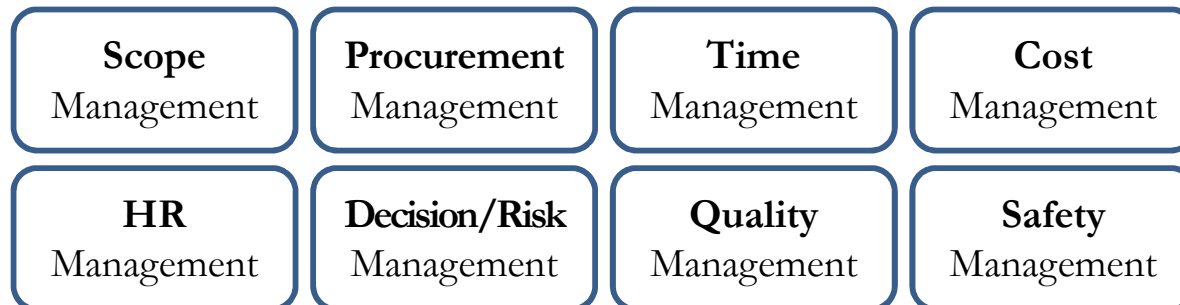 Scope
Management
Procurement
Management
Time
Management
Cost
Management
HR
Management
Decision/Risk
Management
Quality
Management
Safety
Management